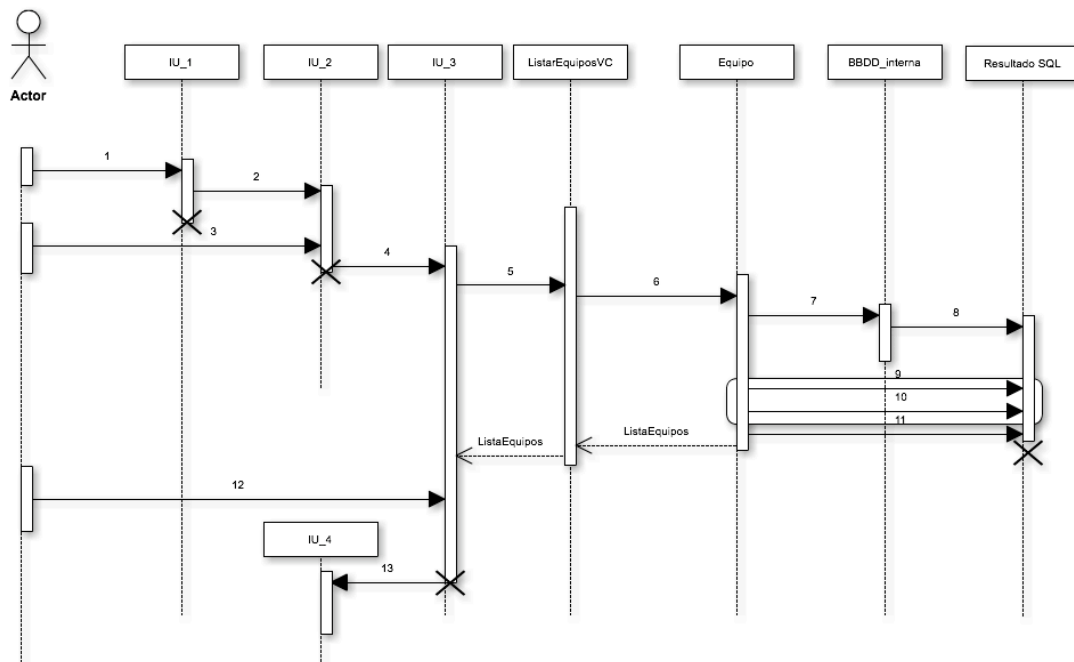 Actor
IU_1
IU_2
IU_3
ListarEquiposVC
Equipo
BBDD_interna
Resultado SQL
1
2
3
4
5
6
7
8
9
10
11
ListaEquipos
ListaEquipos
12
IU_4
13